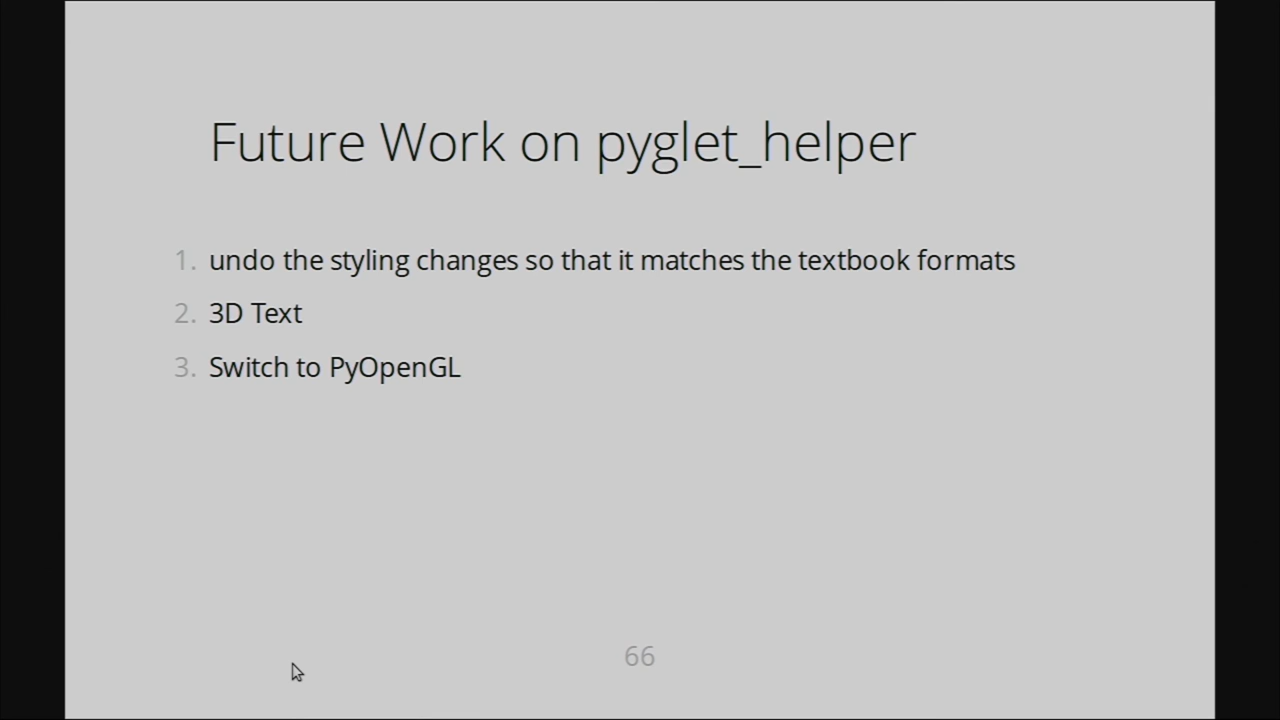 Future Work on pyglet_helper
1. undo the styling changes so that it matches the textbook formats
2. 3D Text
3. Switch to PyOpenGL
66